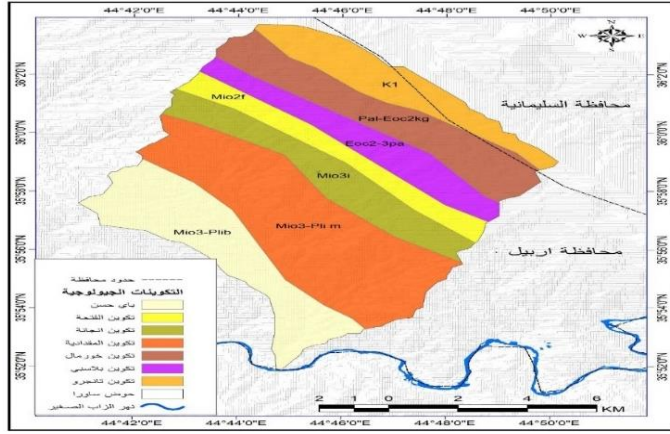 44°42'0"E 44°44'0"E 44°46'0"E 44°48'0"E 44°50'0"E
N
W E
S
36°2'0"N
36°0'0"N
35°58'0"N
35°56'0"N
35°54'0"N
35°52'0"N
محافظة السليمانية
K1
Mio2f
Pal-Eoc2kg
Eoc2-3pa
Mio3i
Mio3-Plib
Mio3-Pli m
محافظة اربيل
حدود محافظة
التكوينات الجيولوجية
باي حسن
تكوين الفتحة
تكوين انجانة
تكوين المقدادية
تكوين خورمال
تكوين بلاسبي
تكوين تانجرو
حوض ساورا
نهر الزاب الصغير
2 1 0 2 4 6
KM
44°42'0"E 44°44'0"E 44°46'0"E 44°48'0"E 44°50'0"E